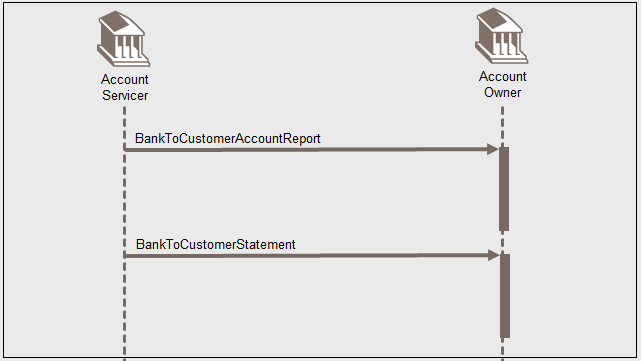 Account
Servicer
Account
Owner
BankToCustomerAccountReport
BankToCustomerStatement